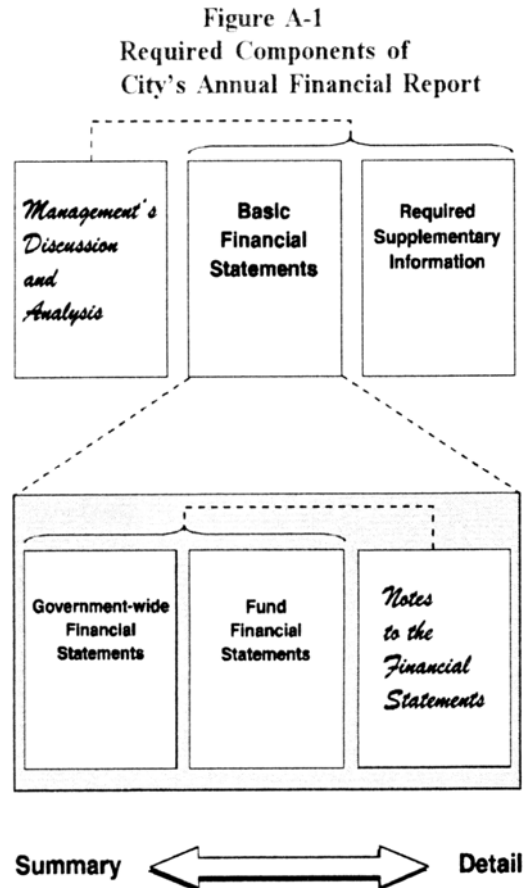 Figure A-1
Required Components of
City's Annual Financial Report
Management's
Discussion
and
Analysis
Basic
Financial
Statements
Required
Supplementary
Information
Government-wide
Financial
Statements
Fund
Financial
Statements
Notes
to the
Financial
Statements
Summary
Detail